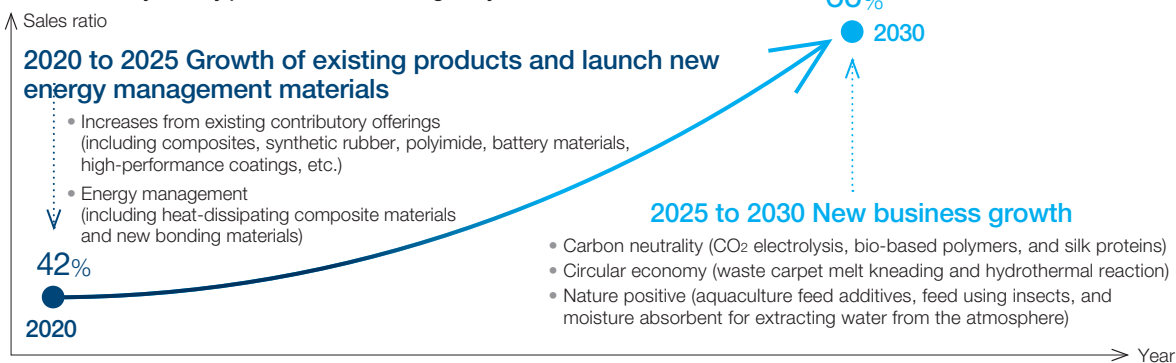 Sales ratio
2030
2020 to 2025 Growth of existing products and launch new
energy management materials
• Increases from existing contributory offerings
(including composites, synthetic rubber, polyimide, battery materials,
high-performance coatings, etc.)
• Energy management
(including heat-dissipating composite materials
and new bonding materials)
42%
2020
2025 to 2030 New business growth
• Carbon neutrality (CO2 electrolysis, bio-based polymers, and silk proteins)
• Circular economy (waste carpet melt kneading and hydrothermal reaction)
• Nature positive (aquaculture feed additives, feed using insects, and
moisture absorbent for extracting water from the atmosphere)
Year